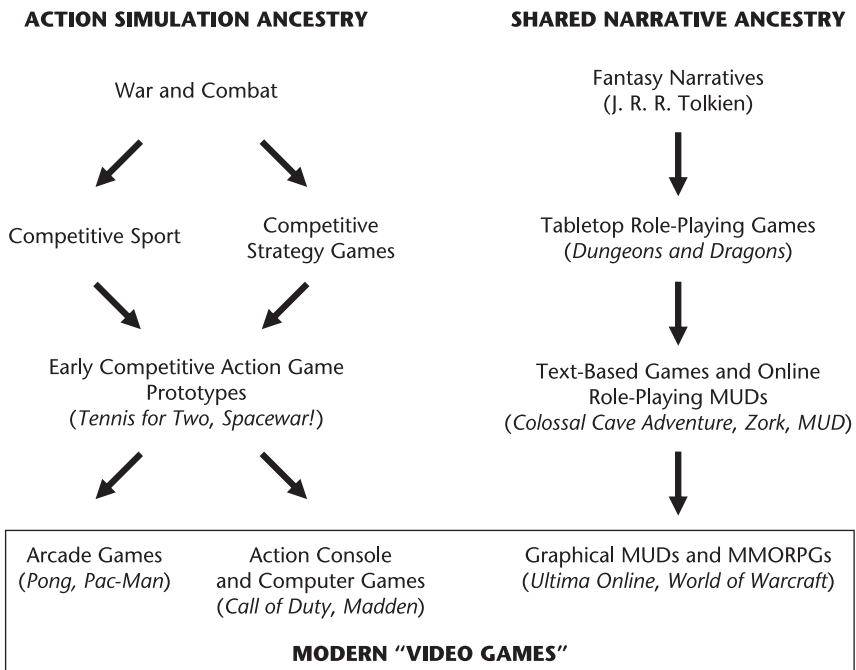 ACTION SIMULATION ANCESTRY
War and Combat
Competitive Sport
Competitive
Strategy Games
Early Competitive Action Game
Prototypes
(Tennis for Two, Spacewar!)
Arcade Games
(Pong, Pac-Man)
Action Console
and Computer Games
(Call of Duty, Madden)
SHARED NARRATIVE ANCESTRY
Fantasy Narratives
(J. R. R. Tolkien)
Tabletop Role-Playing Games
(Dungeons and Dragons)
Text-Based Games and Online
Role-Playing MUDs
(Colossal Cave Adventure, Zork, MUD)
Graphical MUDs and MMORPGs
(Ultima Online, World of Warcraft)
MODERN “VIDEO GAMES”